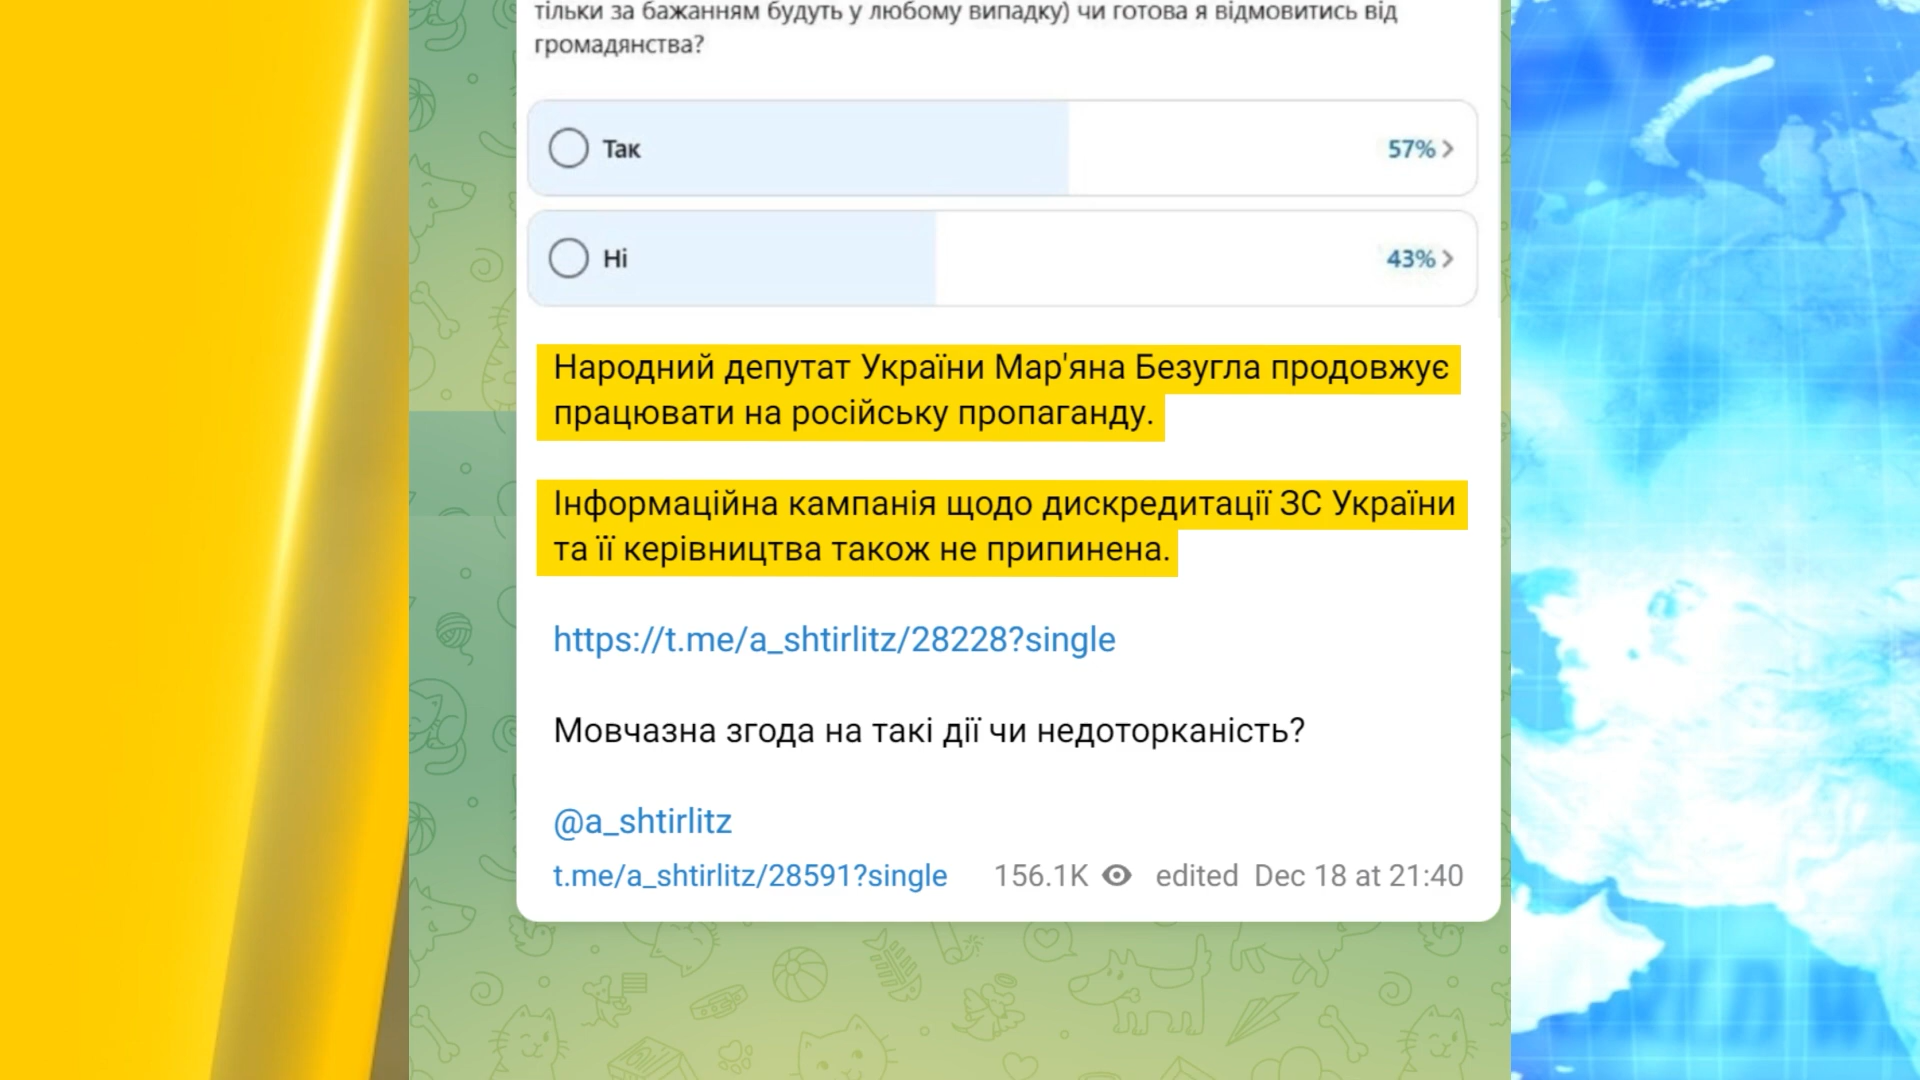 тільки за бажанням будуть у любому випадку) чи готова я відмовитись від
громадянства?
Так 57%
Ні 43%
Народний депутат України Мар'яна Безугла продовжує
працювати на російську пропаганду.
Інформаційна кампанія щодо дискредитації ЗС України
та її керівництва також не припинена.
https://t.me/a_shtirlitz/28228?single
Мовчазна згода на такі дії чи недоторканість?
@a_shtirlitz
t.me/a_shtirlitz/28591?single 156.1K edited Dec 18 at 21:40